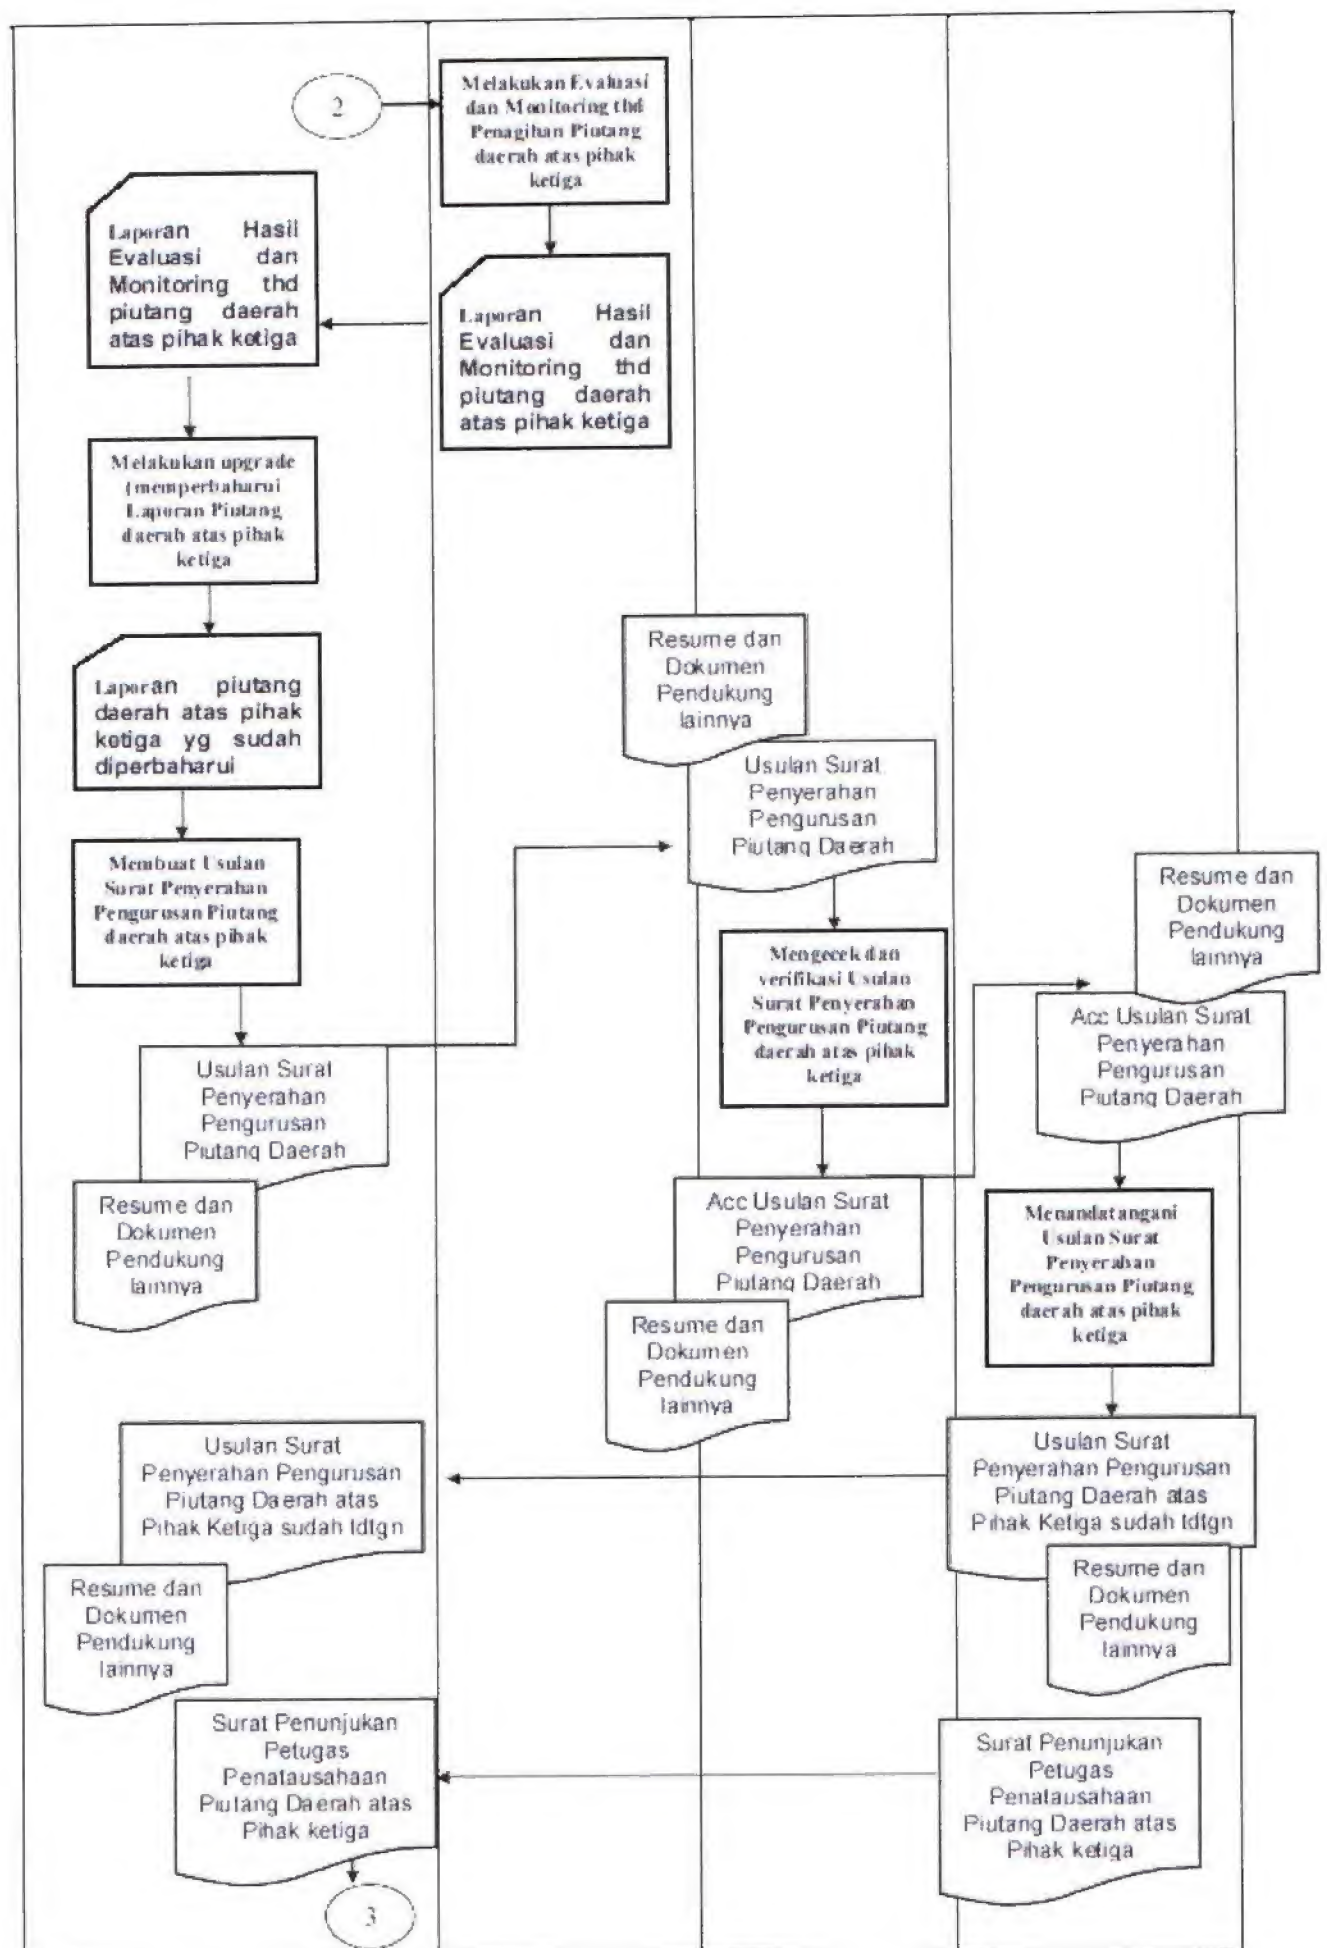 2
Melakukan Evaluasi
dan Monitoring thd
Penagihan Piutang
daerah atas pihak
ketiga
Laporan Hasil
Evaluasi dan
Monitoring thd
piutang daerah
atas pihak ketiga
Laporan Hasil
Evaluasi dan
Monitoring thd
piutang daerah
atas pihak ketiga
Melakukan upgrade
(memperbaharui
Laporan Piutang
daerah atas pihak
ketiga
Laporan piutang
daerah atas pihak
ketiga yg sudah
diperbaharui
Membuat Usulan
Surat Penyerahan
Pengurusan Piutang
daerah atas pihak
ketiga
Usulan Surat
Penyerahan
Pengurusan
Piutang Daerah
Resume dan
Dokumen
Pendukung
lainnya
Resume dan
Dokumen
Pendukung
lainnya
Usulan Surat
Penyerahan
Pengurusan
Piutang Daerah
Mengecek dan
verifikasi Usulan
Surat Penyerahan
Pengurusan Piutang
daerah atas pihak
ketiga
Acc Usulan Surat
Penyerahan
Pengurusan
Piutang Daerah
Resume dan
Dokumen
Pendukung
lainnya
Resume dan
Dokumen
Pendukung
lainnya
Acc Usulan Surat
Penyerahan
Pengurusan
Piutang Daerah
Menandatangani
Usulan Surat
Penyerahan
Pengurusan Piutang
daerah atas pihak
ketiga
Usulan Surat
Penyerahan Pengurusan
Piutang Daerah atas
Pihak Ketiga sudah tdtgn
Resume dan
Dokumen
Pendukung
lainnya
Usulan Surat
Penyerahan Pengurusan
Piutang Daerah atas
Pihak Ketiga sudah tdtgn
Resume dan
Dokumen
Pendukung
lainnya
Surat Penunjukan
Petugas
Penatausahaan
Piutang Daerah atas
Pihak ketiga
Surat Penunjukan
Petugas
Penatausahaan
Piutang Daerah atas
Pihak ketiga
3